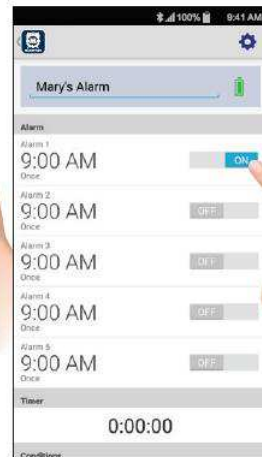 100% 9:41 AM
Mary's Alarm
Alarm
Alarm 1
9:00 AM
ON
Once
Alarm 2
9:00 AM
OFF
Once
Alarm 3
9:00 AM
OFF
Once
Alarm 4
9:00 AM
OFF
Once
Alarm 5
9:00 AM
OFF
Once
Timer
0:00:00
Conditions